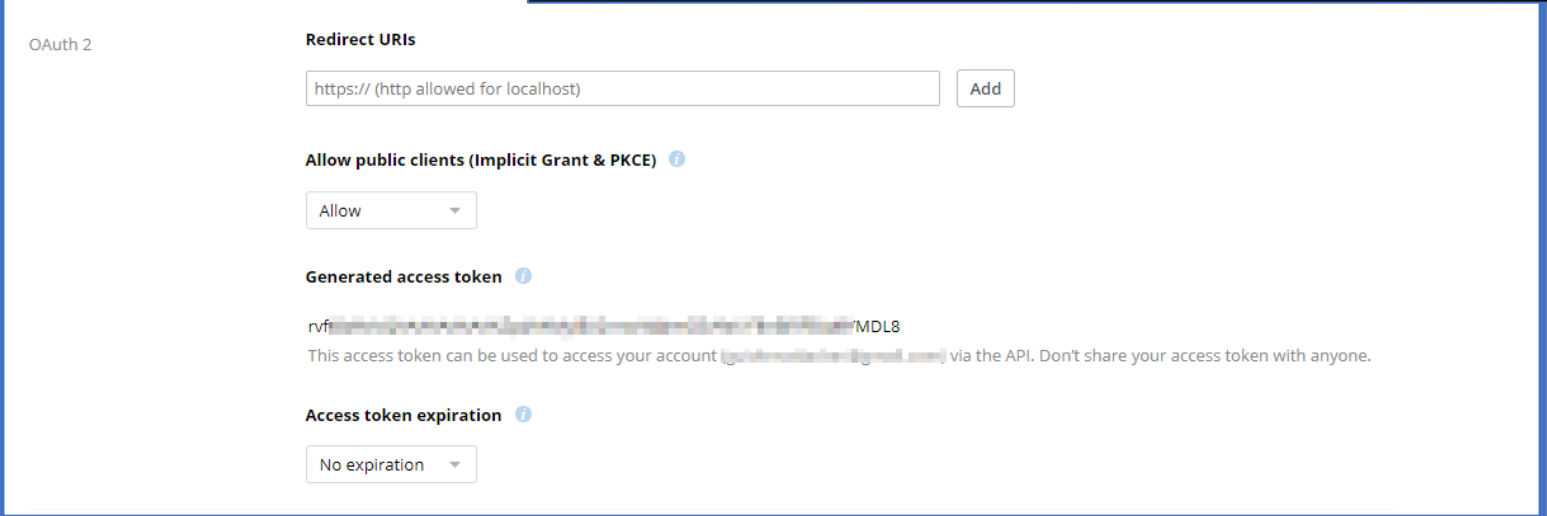 OAuth 2
Redirect URIs
https:// (http allowed for localhost)
Add
Allow public clients (Implicit Grant & PKCE)
Allow
Generated access token
rvf MDL8
This access token can be used to access your account via the API. Don't share your access token with anyone.
Access token expiration
No expiration